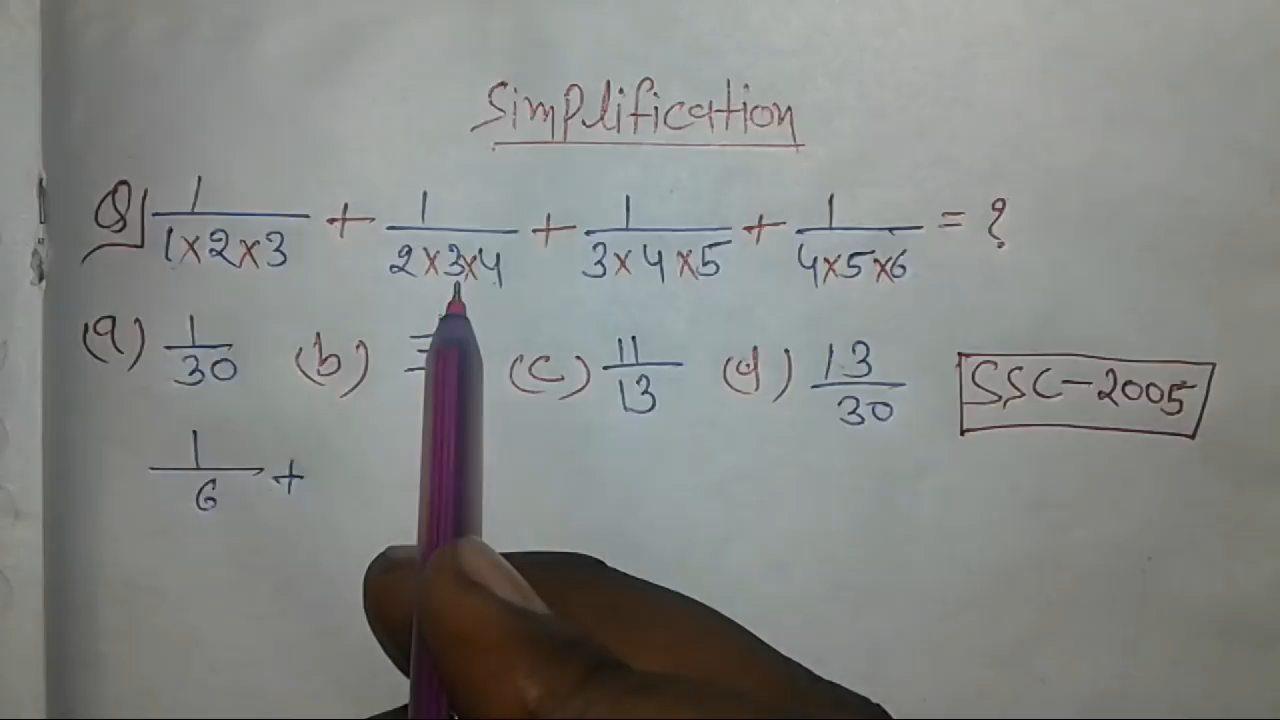 Simplification
Q] 1/(1×2×3) + 1/(2×3×4) + 1/(3×4×5) + 1/(4×5×6) = ?
(a) 1/30 (b) (c) 11/13 (d) 13/30 SSC-2005
1/6 +